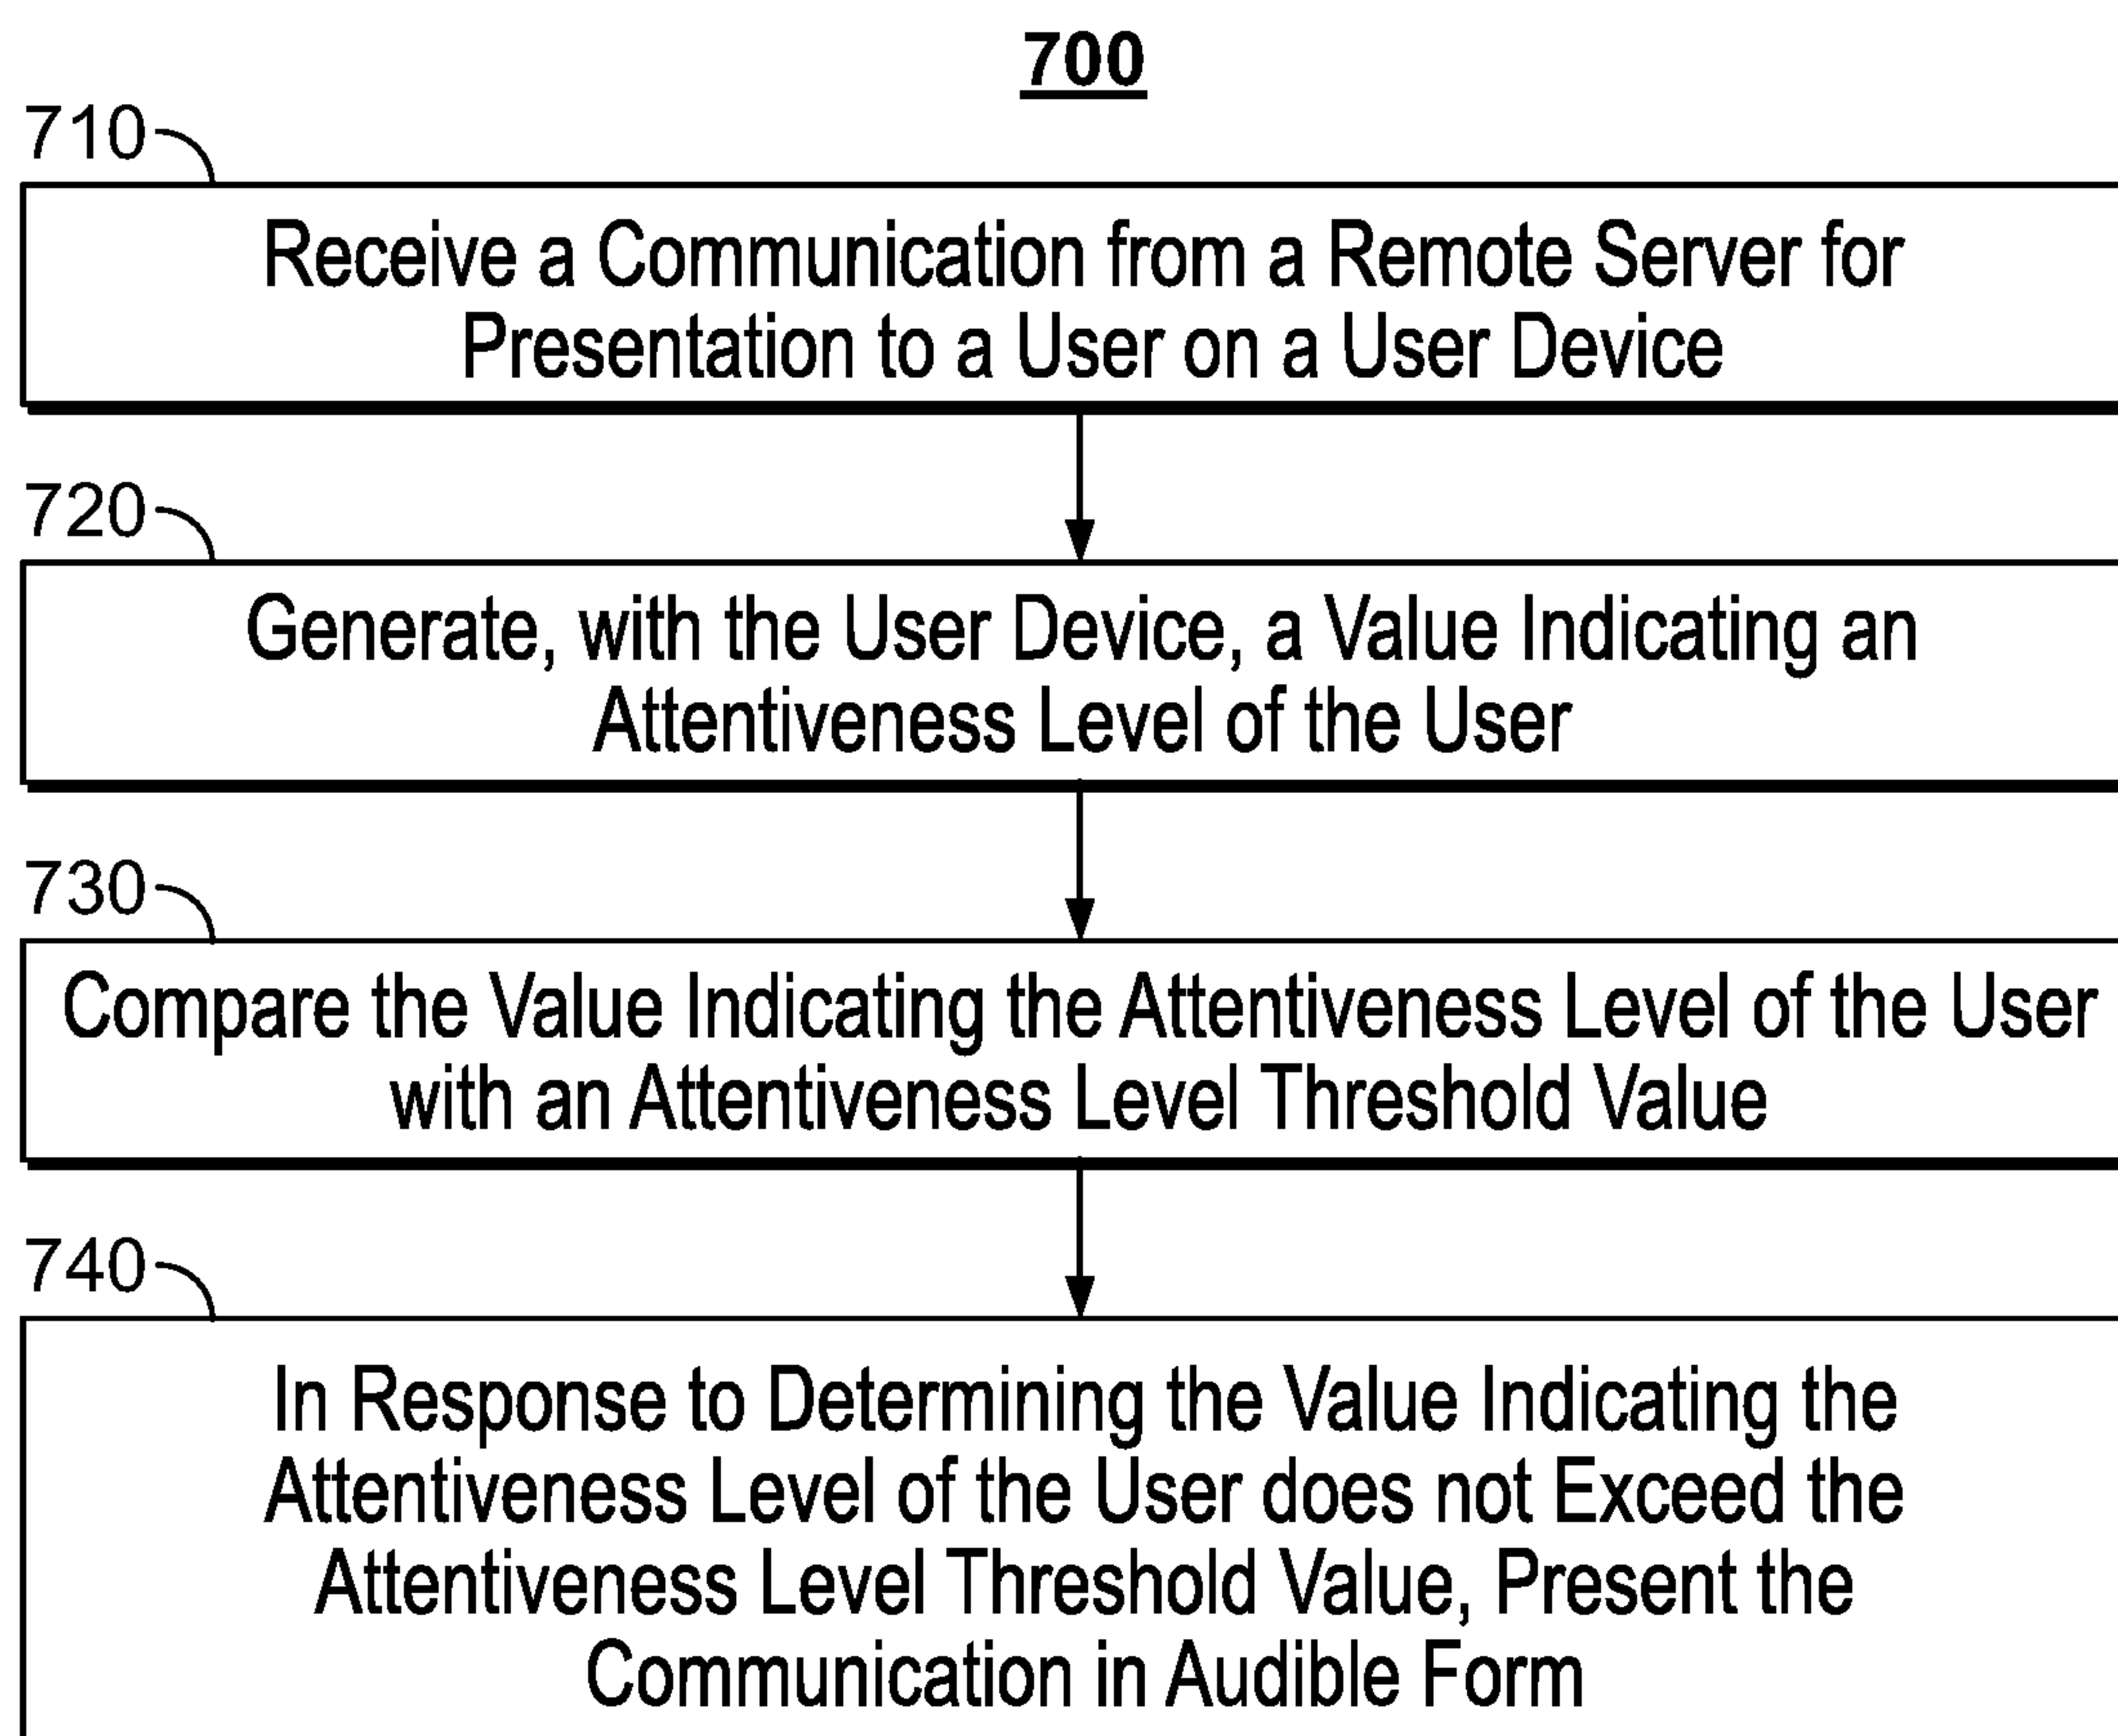 700
710
Receive a Communication from a Remote Server for
Presentation to a User on a User Device
720
Generate, with the User Device, a Value Indicating an
Attentiveness Level of the User
730
Compare the Value Indicating the Attentiveness Level of the User
with an Attentiveness Level Threshold Value
740
In Response to Determining the Value Indicating the
Attentiveness Level of the User does not Exceed the
Attentiveness Level Threshold Value, Present the
Communication in Audible Form